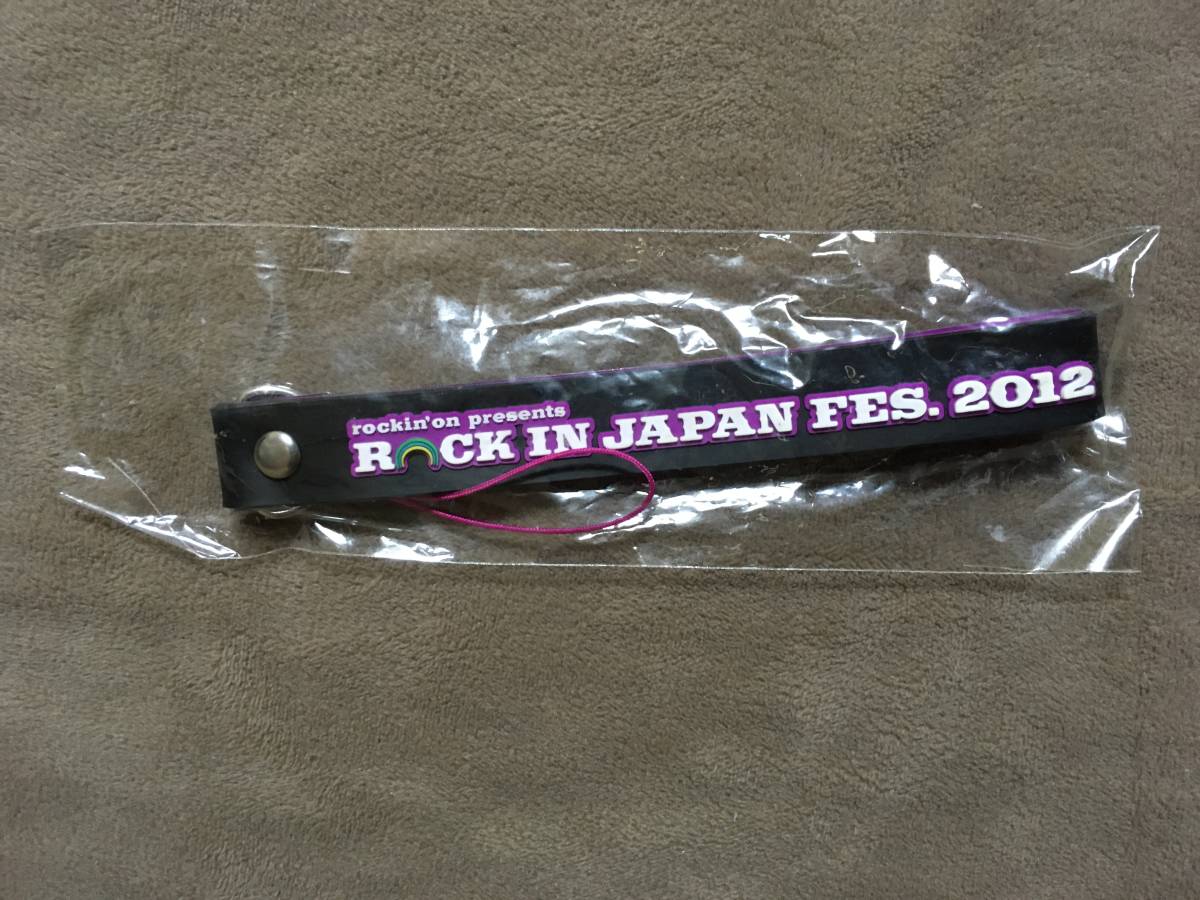 rockin'on presents
ROCK IN JAPAN FES. 2012